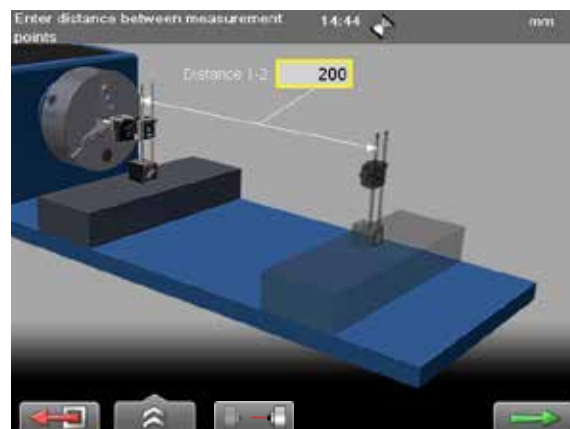 Enter distance between measurement
points
14:44
mm
Distance 1-2
200